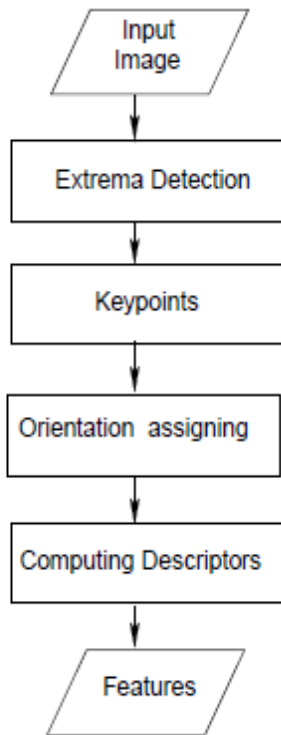 Input
Image
Extrema Detection
Keypoints
Orientation assigning
Computing Descriptors
Features